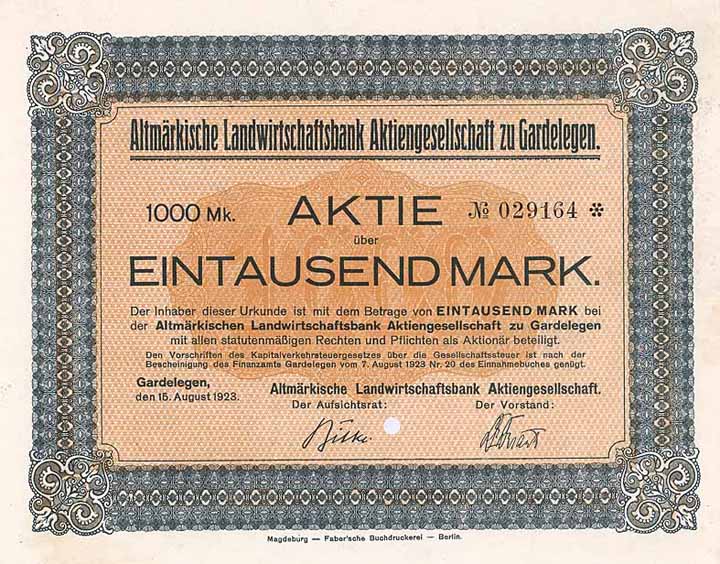 Altmärkische Landwirtschaftsbank Aktiengesellschaft zu Gardelegen.
1000 Mk. AKTIE № 029164 *
über
EINTAUSEND MARK.
Der Inhaber dieser Urkunde ist mit dem Betrage von EINTAUSEND MARK bei
der Altmärkischen Landwirtschaftsbank Aktiengesellschaft zu Gardelegen
mit allen statutenmäßigen Rechten und Pflichten als Aktionär beteiligt.
Den Vorschriften des Kapitalverkehrsteuergesetzes über die Gesellschaftsteuer ist nach der
Bescheinigung des Finanzamts Gardelegen vom 7. August 1923 Nr. 20 des Einnahmebuches genügt.
Gardelegen,
den 15. August 1923.
Altmärkische Landwirtschaftsbank Aktiengesellschaft.
Der Aufsichtsrat: Der Vorstand:
Magdeburg — Faber'sche Buchdruckerei — Berlin.